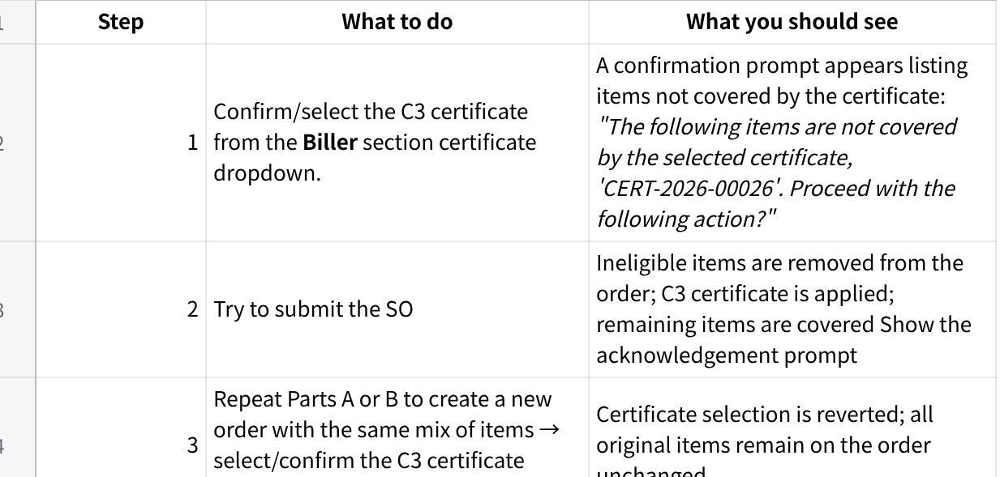 Step What to do What you should see
1
Confirm/select the C3 certificate
from the Biller section certificate
dropdown.
A confirmation prompt appears listing
items not covered by the certificate:
"The following items are not covered
by the selected certificate,
'CERT-2026-00026'. Proceed with the
following action?"
2
Try to submit the SO
Ineligible items are removed from the
order; C3 certificate is applied;
remaining items are covered Show the
acknowledgement prompt
3
Repeat Parts A or B to create a new
order with the same mix of items →
select/confirm the C3 certificate
Certificate selection is reverted; all
original items remain on the order
unchanged